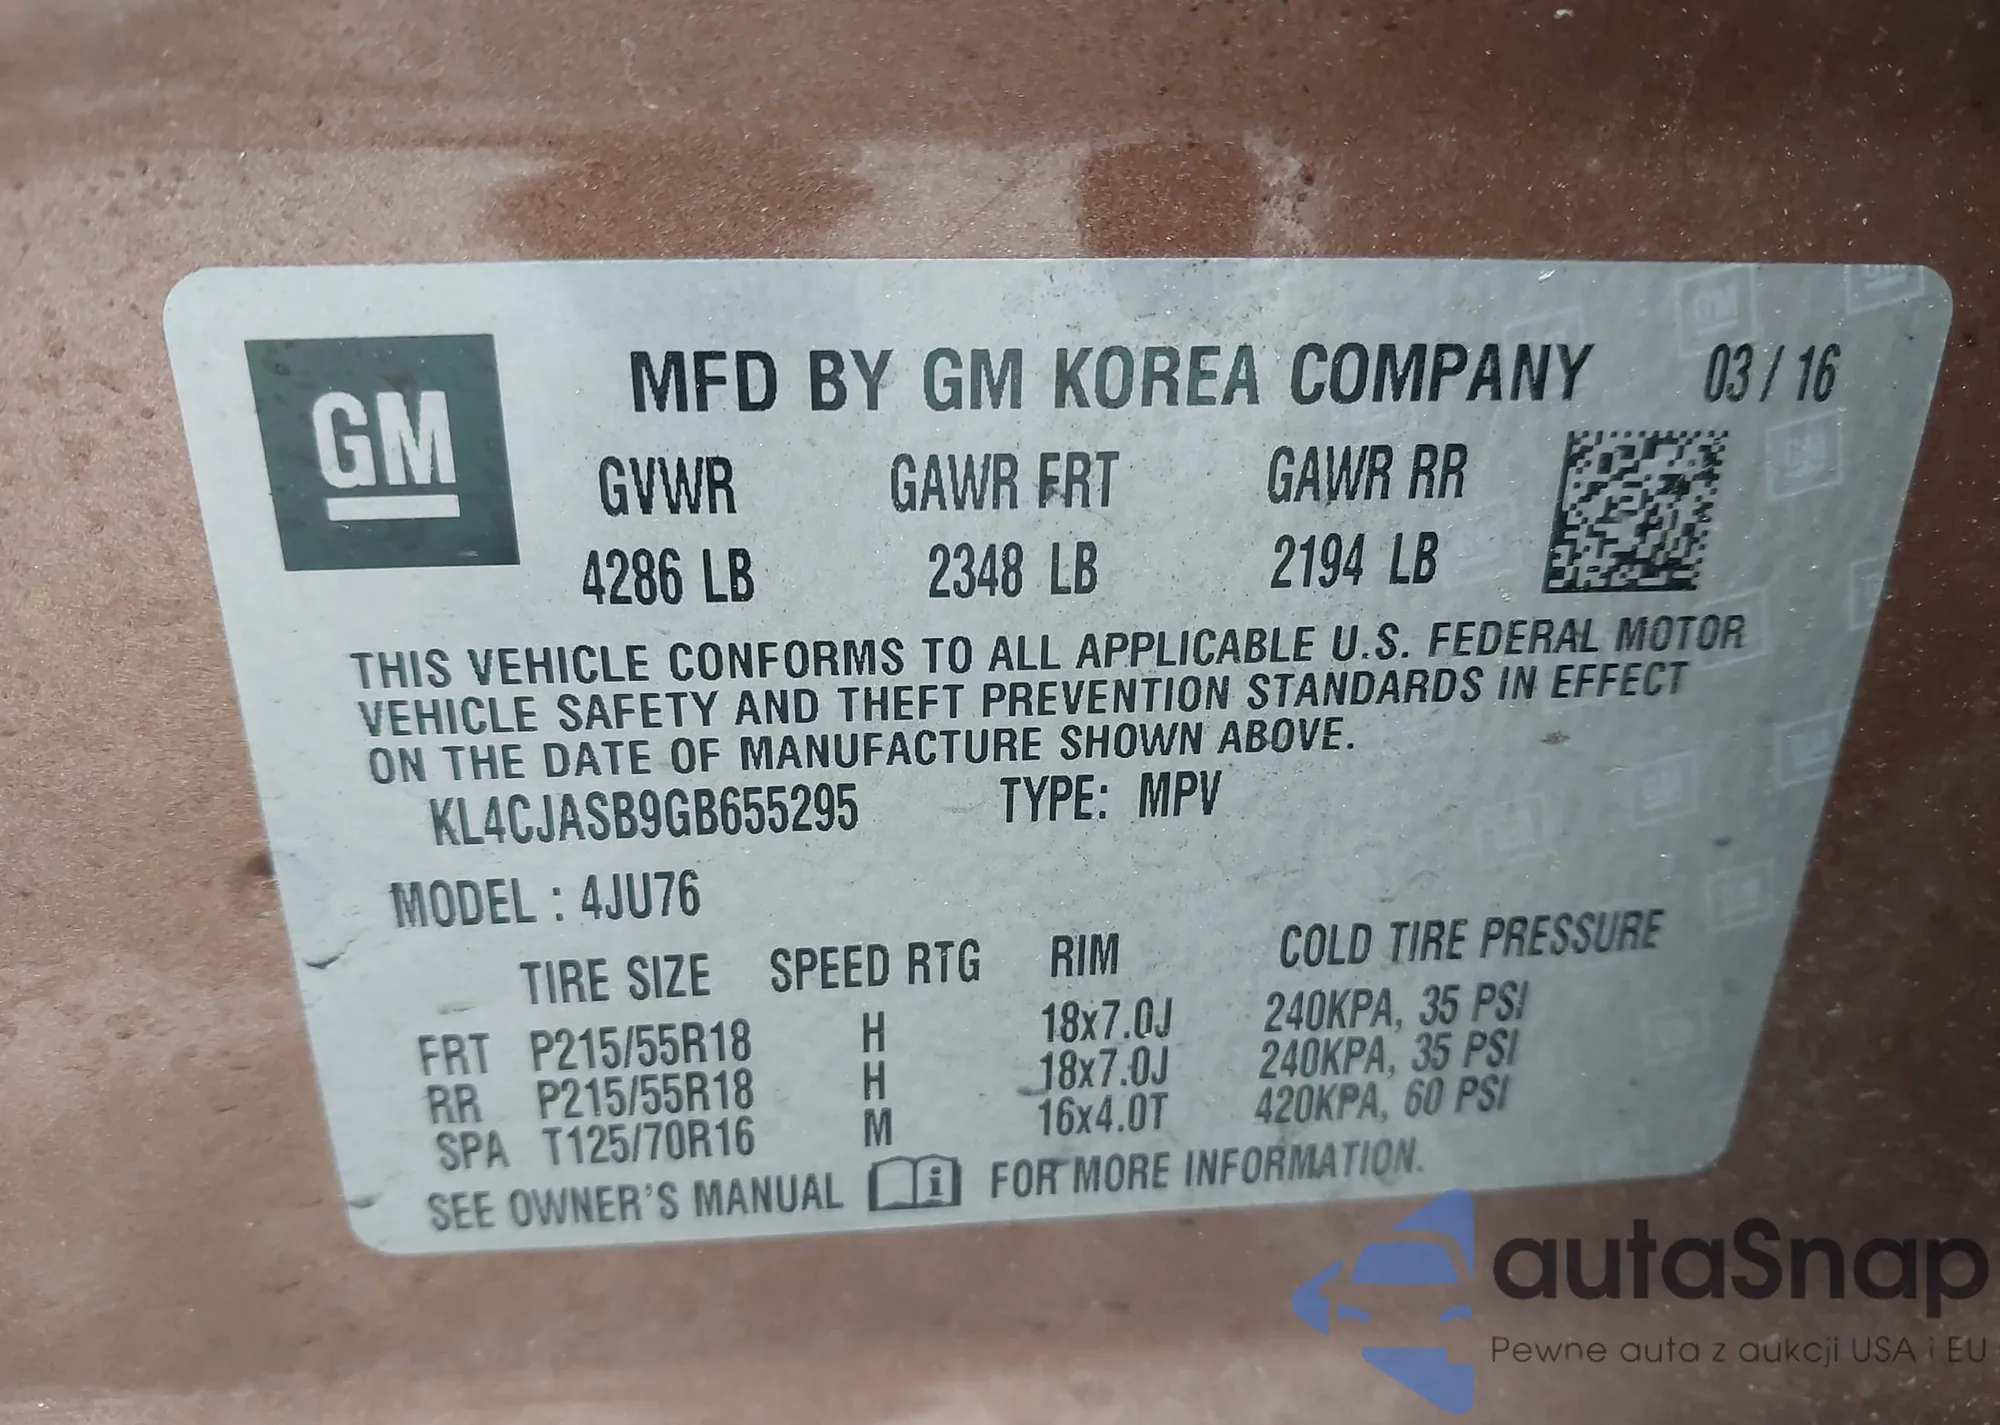 GM
MFD BY GM KOREA COMPANY 03 / 16
GVWR GAWR FRT GAWR RR
4286 LB 2348 LB 2194 LB
THIS VEHICLE CONFORMS TO ALL APPLICABLE U.S. FEDERAL MOTOR
VEHICLE SAFETY AND THEFT PREVENTION STANDARDS IN EFFECT
ON THE DATE OF MANUFACTURE SHOWN ABOVE.
KL4CJASB9GB655295 TYPE: MPV
MODEL : 4JU76
TIRE SIZE SPEED RTG RIM COLD TIRE PRESSURE
FRT P215/55R18 H 18x7.0J 240KPA, 35 PSI
RR P215/55R18 H 18x7.0J 240KPA, 35 PSI
SPA T125/70R16 M 16x4.0T 420KPA, 60 PSI
SEE OWNER'S MANUAL i FOR MORE INFORMATION.
autaSnap
Pewne auta z aukcji USA i EU